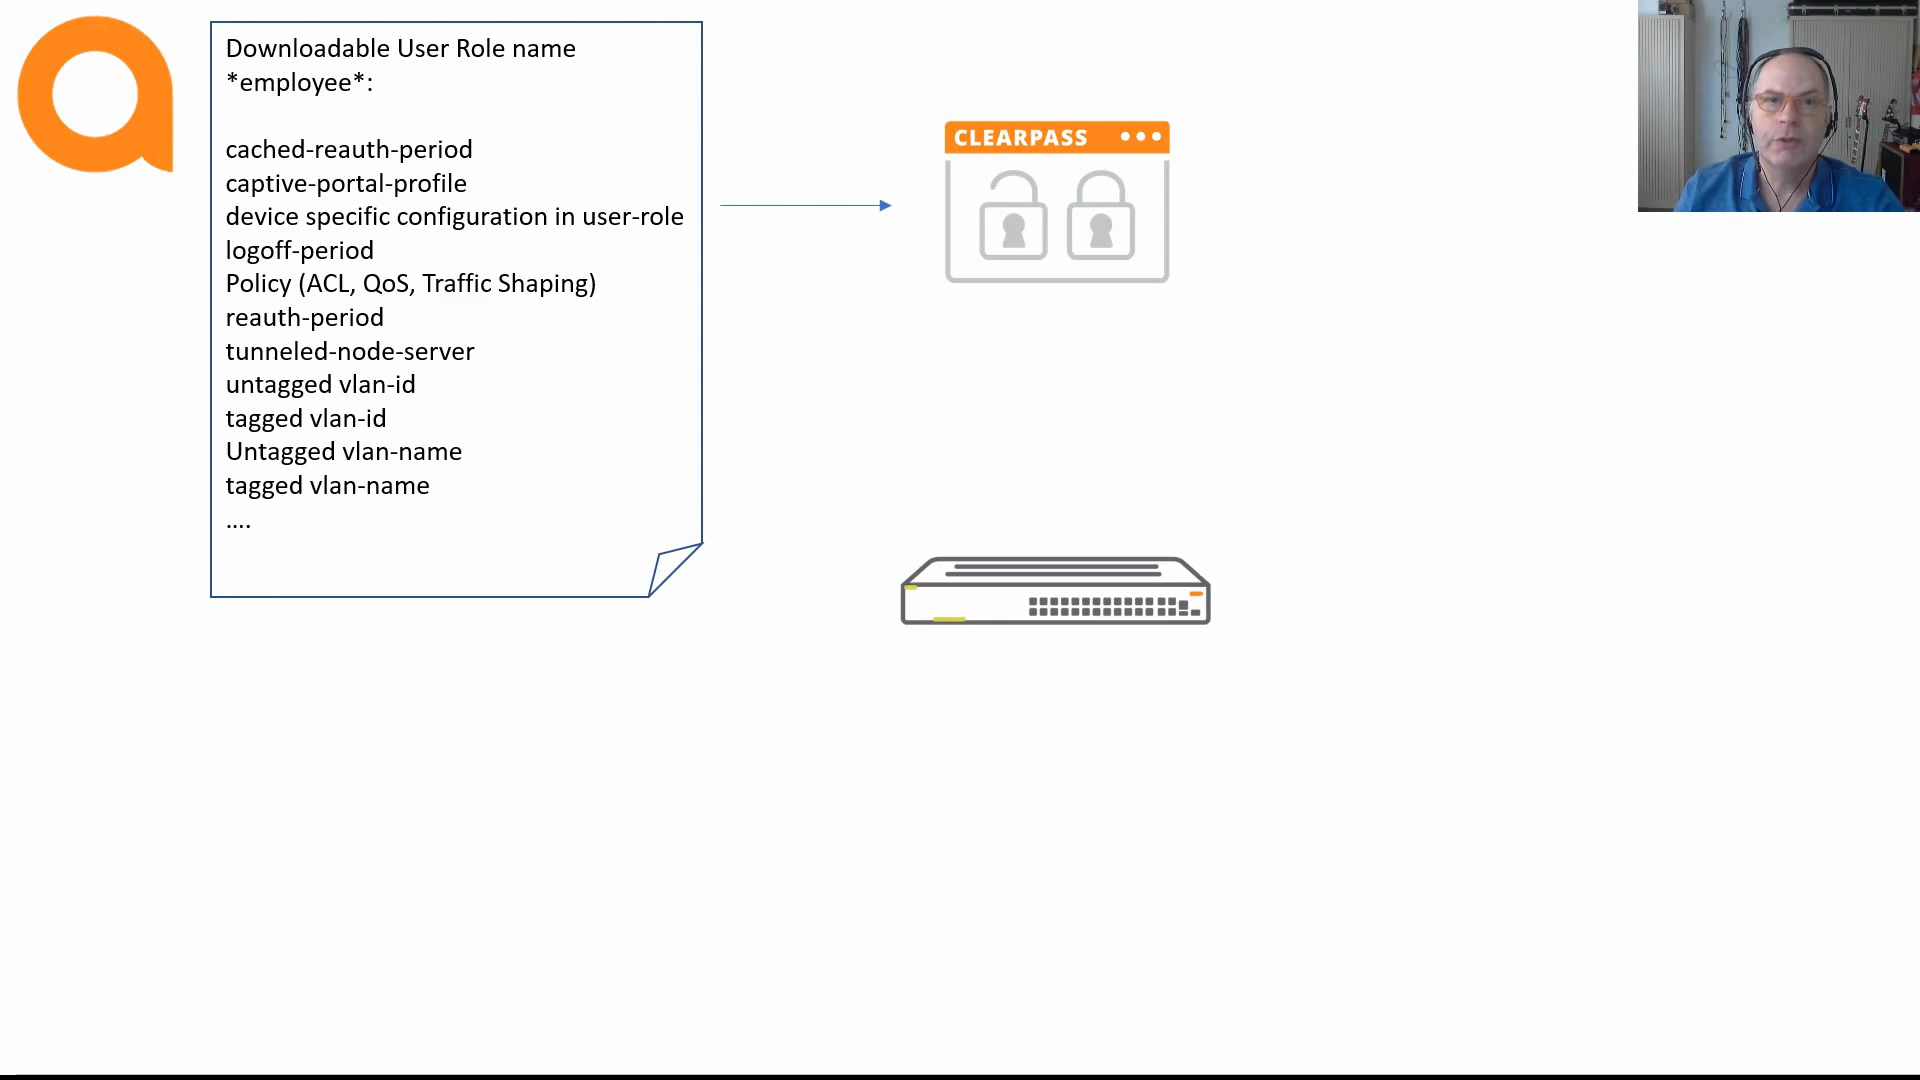 Downloadable User Role name
*employee*:
cached-reauth-period
captive-portal-profile
device specific configuration in user-role
logoff-period
Policy (ACL, QoS, Traffic Shaping)
reauth-period
tunneled-node-server
untagged vlan-id
tagged vlan-id
Untagged vlan-name
tagged vlan-name
....
CLEARPASS